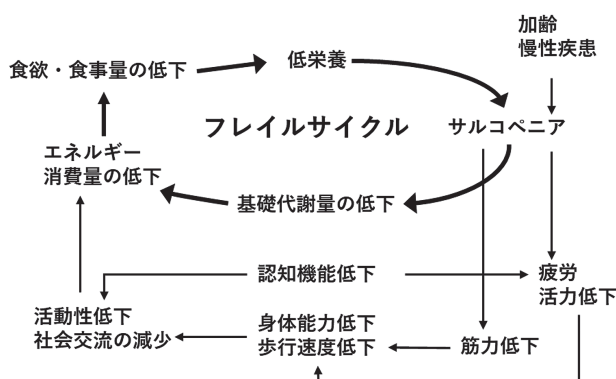 加齢
慢性疾患
食欲・食事量の低下
低栄養
フレイルサイクル
サルコペニア
エネルギー
消費量の低下
基礎代謝量の低下
認知機能低下
疲労
活力低下
活動性低下
社会交流の減少
身体能力低下
歩行速度低下
筋力低下